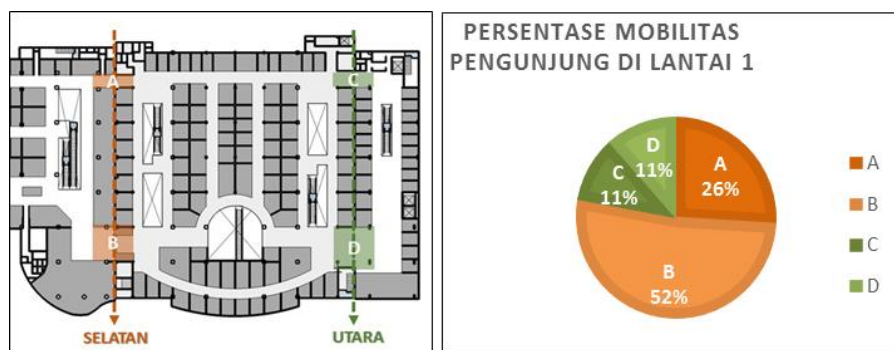 A
C
B
D
SELATAN
UTARA
PERSENTASE MOBILITAS
PENGUNJUNG DI LANTAI 1
D
11%
A
26%
C
11%
B
52%
A
B
C
D